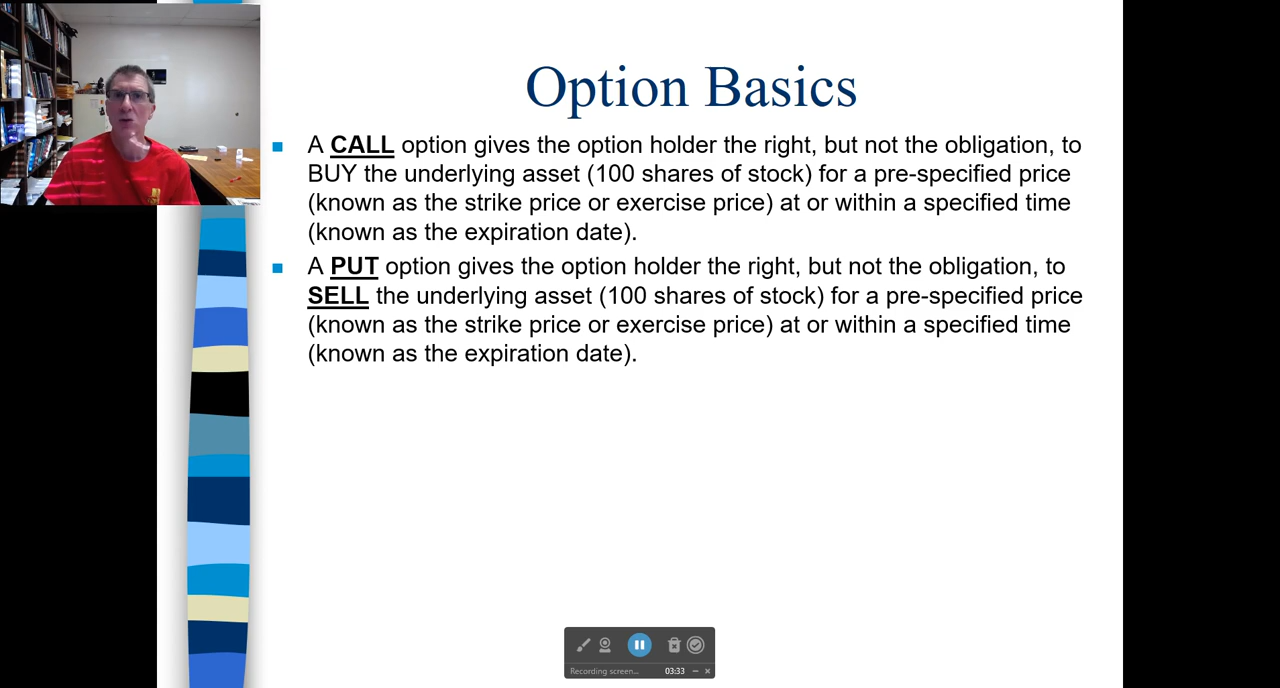 Option Basics
A CALL option gives the option holder the right, but not the obligation, to
BUY the underlying asset (100 shares of stock) for a pre-specified price
(known as the strike price or exercise price) at or within a specified time
(known as the expiration date).
A PUT option gives the option holder the right, but not the obligation, to
SELL the underlying asset (100 shares of stock) for a pre-specified price
(known as the strike price or exercise price) at or within a specified time
(known as the expiration date).
Recording screen... 03:33